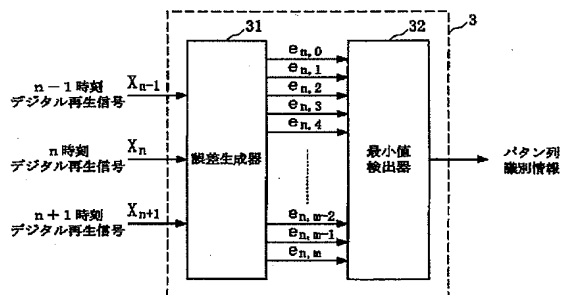 31
32
3
n－1時刻
デジタル再生信号
Xn-1
n時刻
デジタル再生信号
Xn
n＋1時刻
デジタル再生信号
Xn+1
誤差生成器
en,0
en,1
en,2
en,3
en,4
en,m-2
en,m-1
en,m
最小値
検出器
パタン列
識別情報